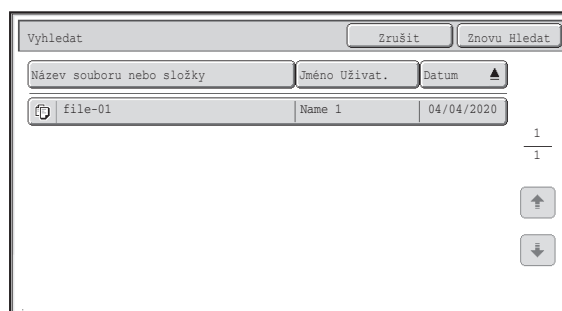 Vyhledat Zrušit Znovu Hledat
Název souboru nebo složky Jméno Uživat. Datum
file-01 Name 1 04/04/2020
1
1